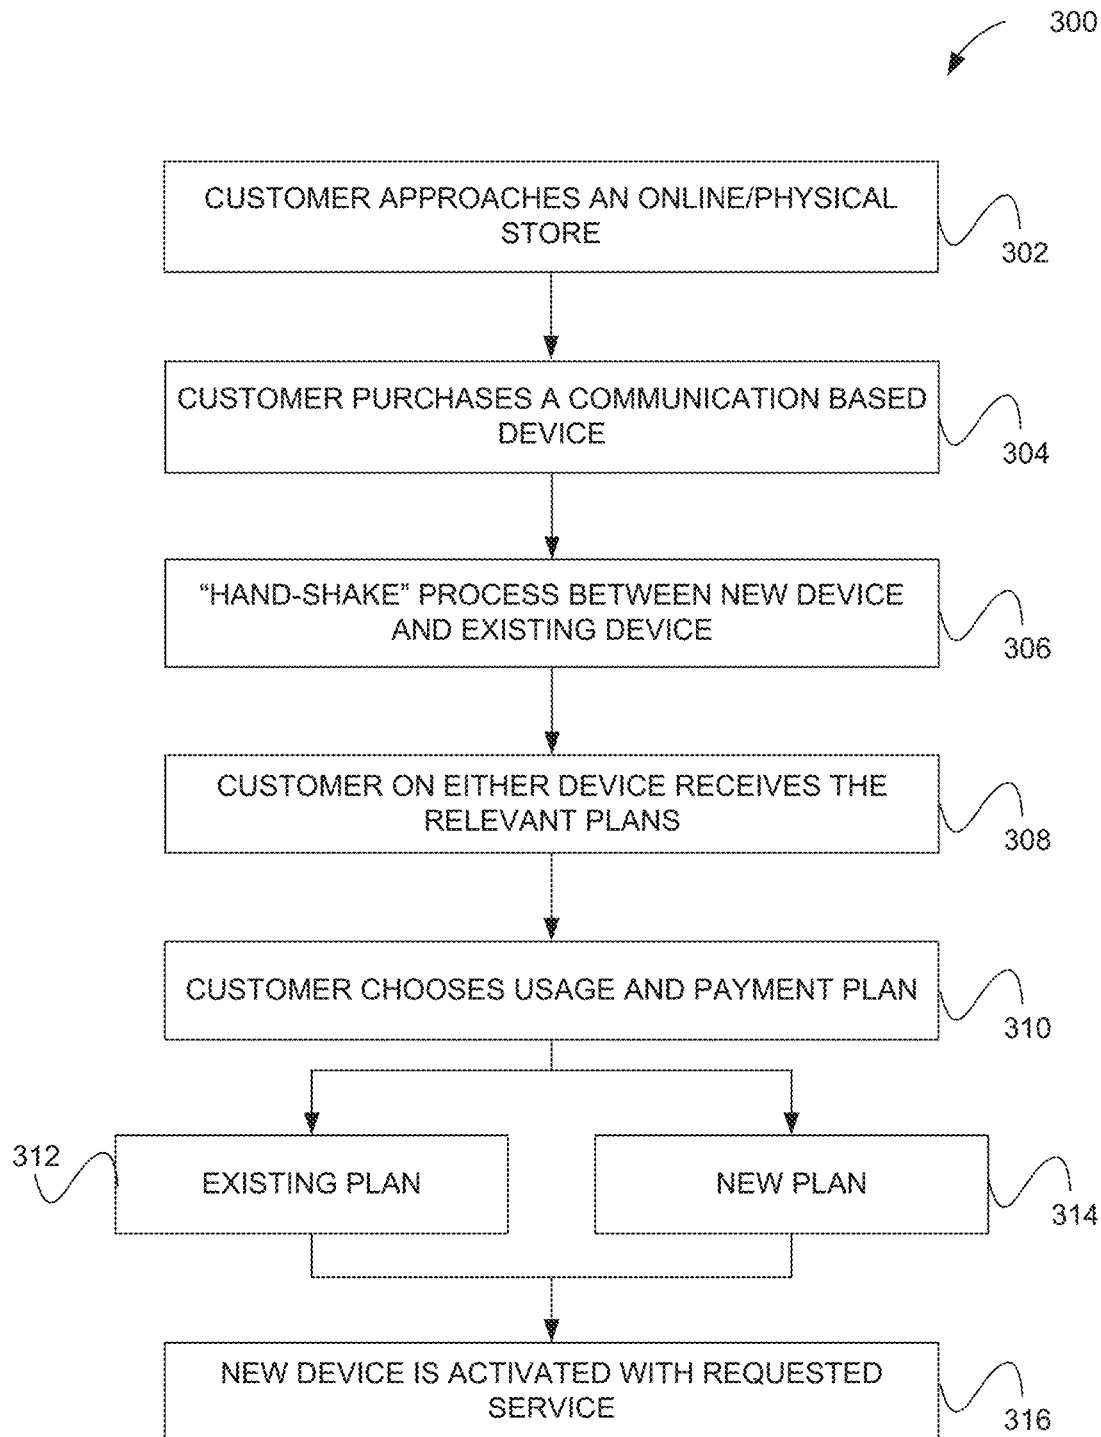 300
CUSTOMER APPROACHES AN ONLINE/PHYSICAL
STORE
302
CUSTOMER PURCHASES A COMMUNICATION BASED
DEVICE
304
“HAND-SHAKE” PROCESS BETWEEN NEW DEVICE
AND EXISTING DEVICE
306
CUSTOMER ON EITHER DEVICE RECEIVES THE
RELEVANT PLANS
308
CUSTOMER CHOOSES USAGE AND PAYMENT PLAN
310
312
EXISTING PLAN
NEW PLAN
314
NEW DEVICE IS ACTIVATED WITH REQUESTED
SERVICE
316